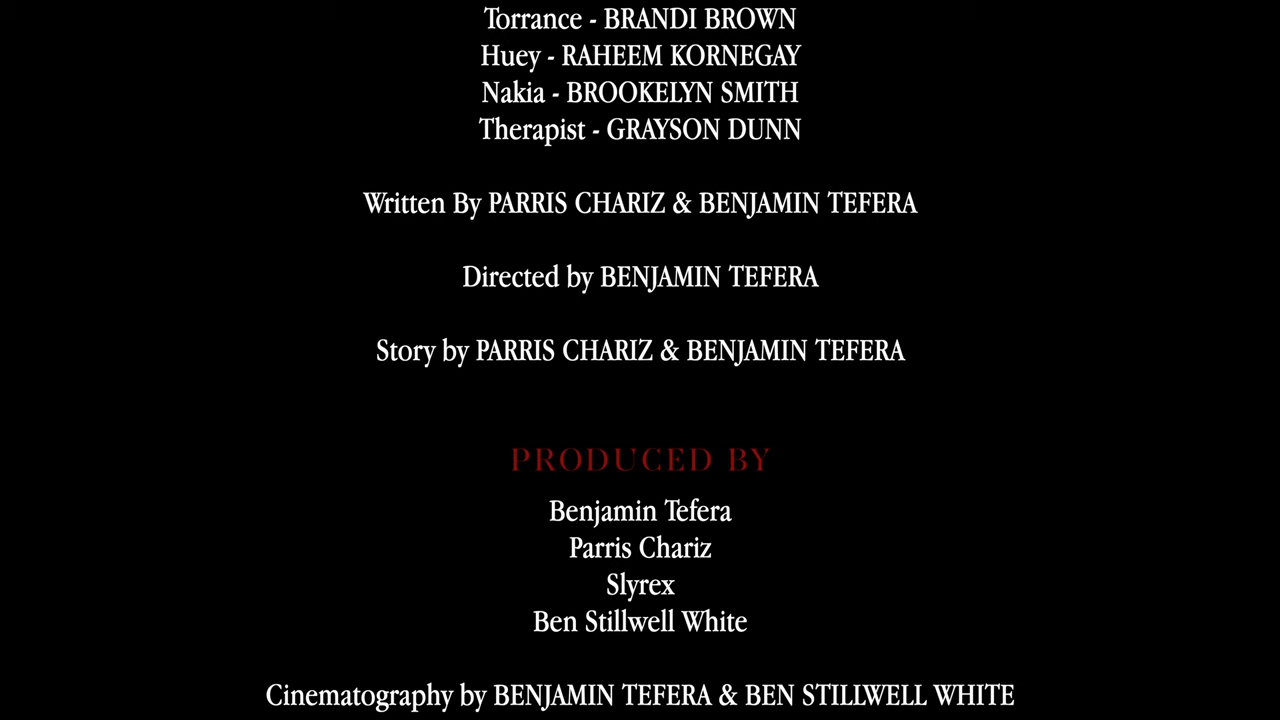 Torrance - BRANDI BROWN
Huey - RAHEEM KORNEGAY
Nakia - BROOKELYN SMITH
Therapist - GRAYSON DUNN
Written By PARRIS CHARIZ & BENJAMIN TEFERA
Directed by BENJAMIN TEFERA
Story by PARRIS CHARIZ & BENJAMIN TEFERA
PRODUCED BY
Benjamin Tefera
Parris Chariz
Slyrex
Ben Stillwell White
Cinematography by BENJAMIN TEFERA & BEN STILLWELL WHITE